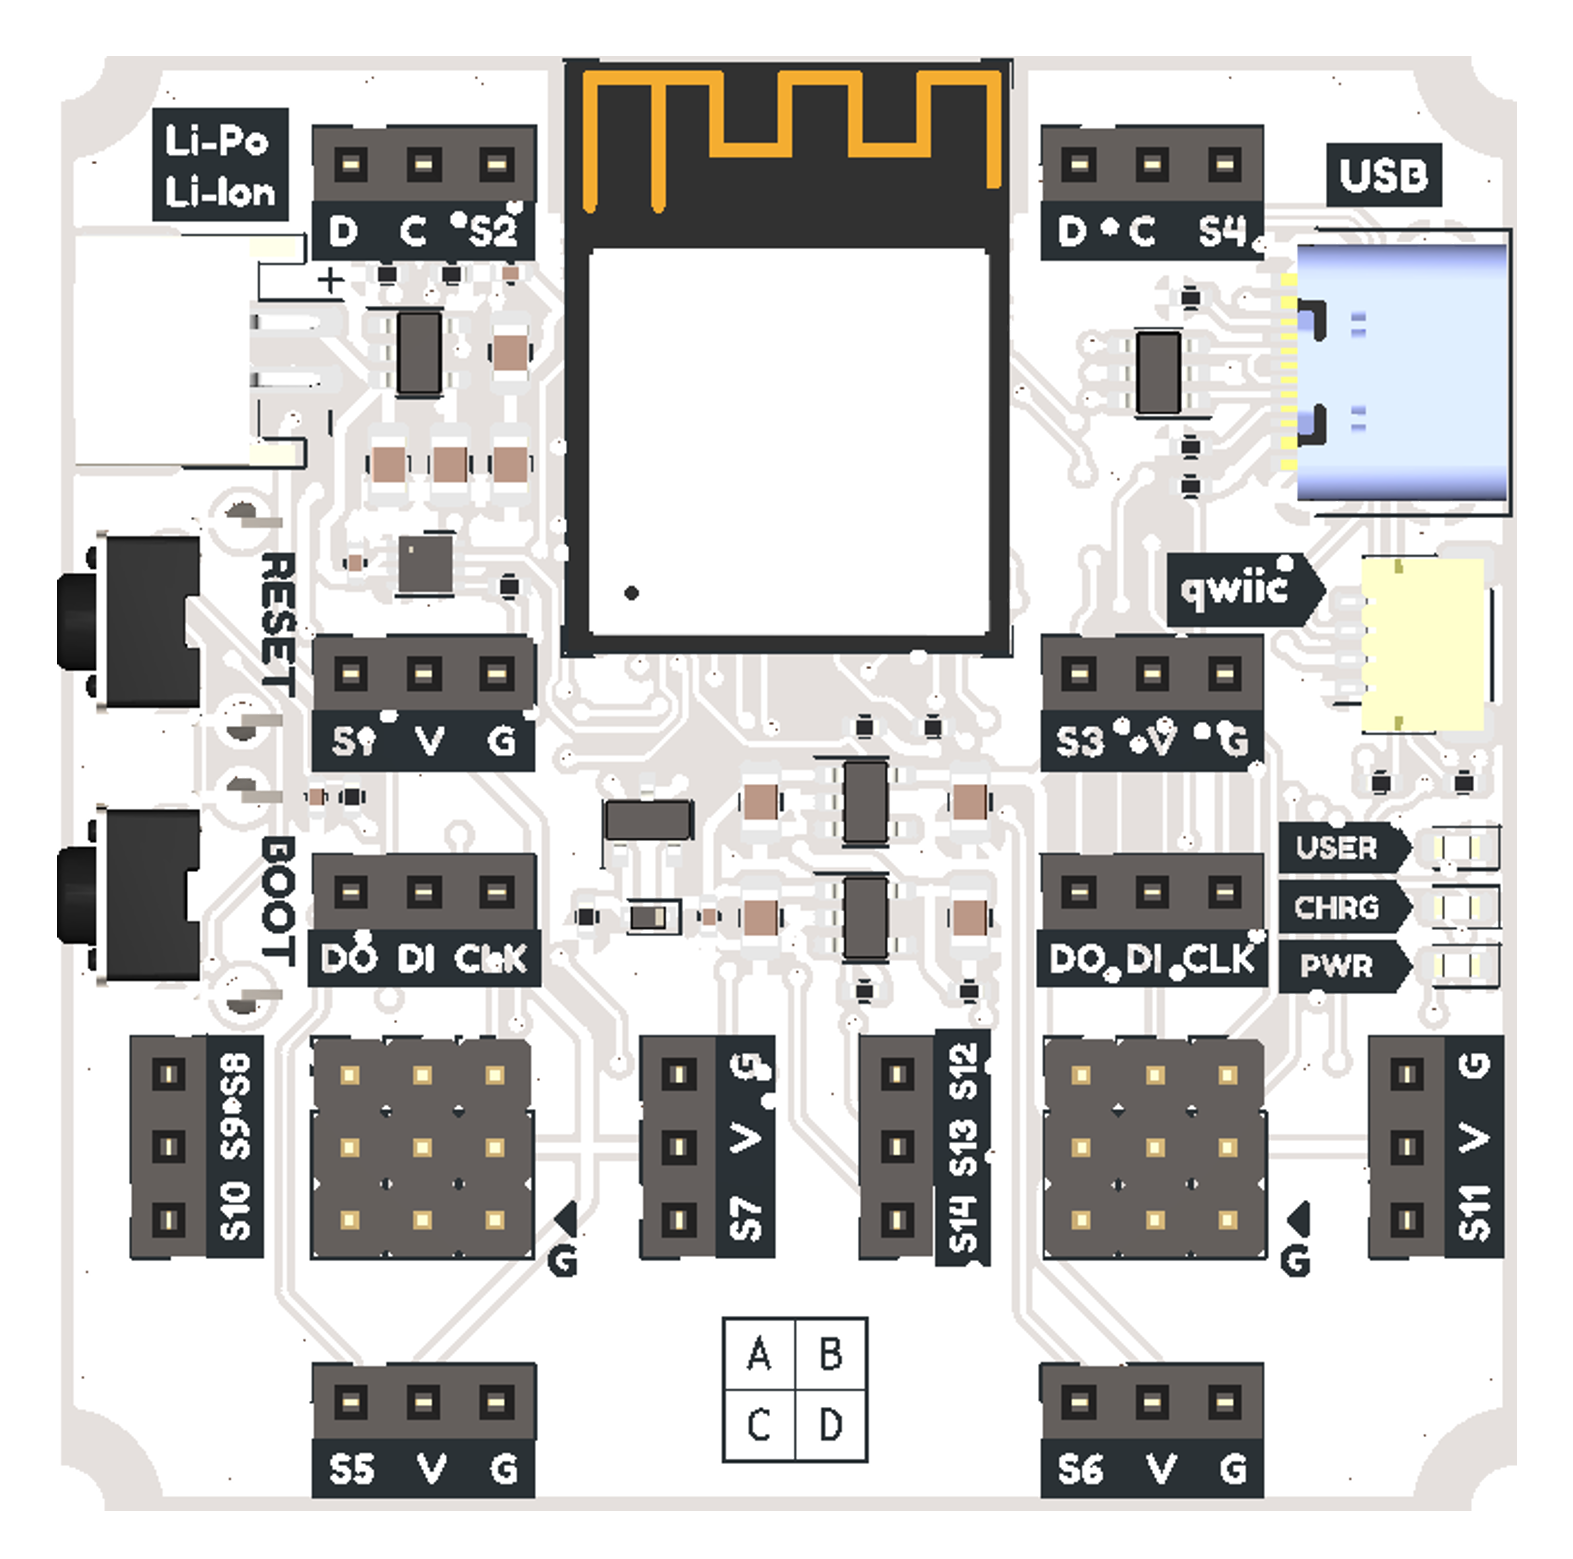 Li-Po
Li-Ion
D C S2
D C S4
USB
+
-
RESET
qwiic
S1 V G
S3 V G
BOOT
USER
CHRG
PWR
DO DI CLK
DO DI CLK
S10 S9 S8
G
S7 V G
S14 S13 S12
G
S11 V G
A B
C D
S5 V G
S6 V G